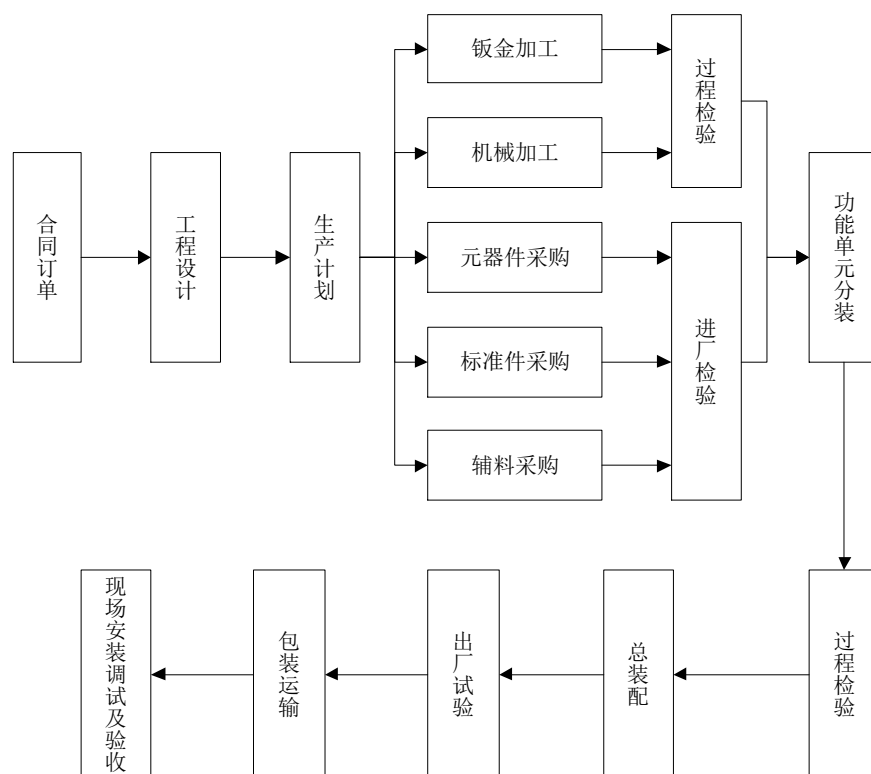 合同订单
工程设计
生产计划
钣金加工
机械加工
元器件采购
标准件采购
辅料采购
过程检验
进厂检验
功能单元分装
过程检验
总装配
出厂试验
包装运输
现场安装调试及验收